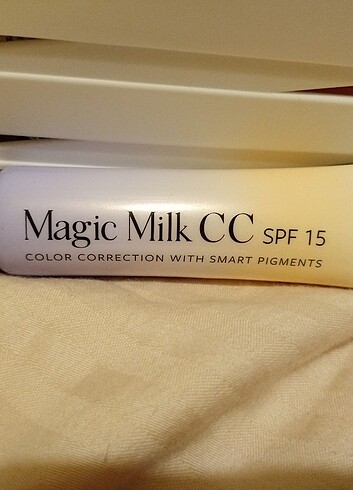 Magic Milk CC SPF 15
COLOR CORRECTION WITH SMART PIGMENTS